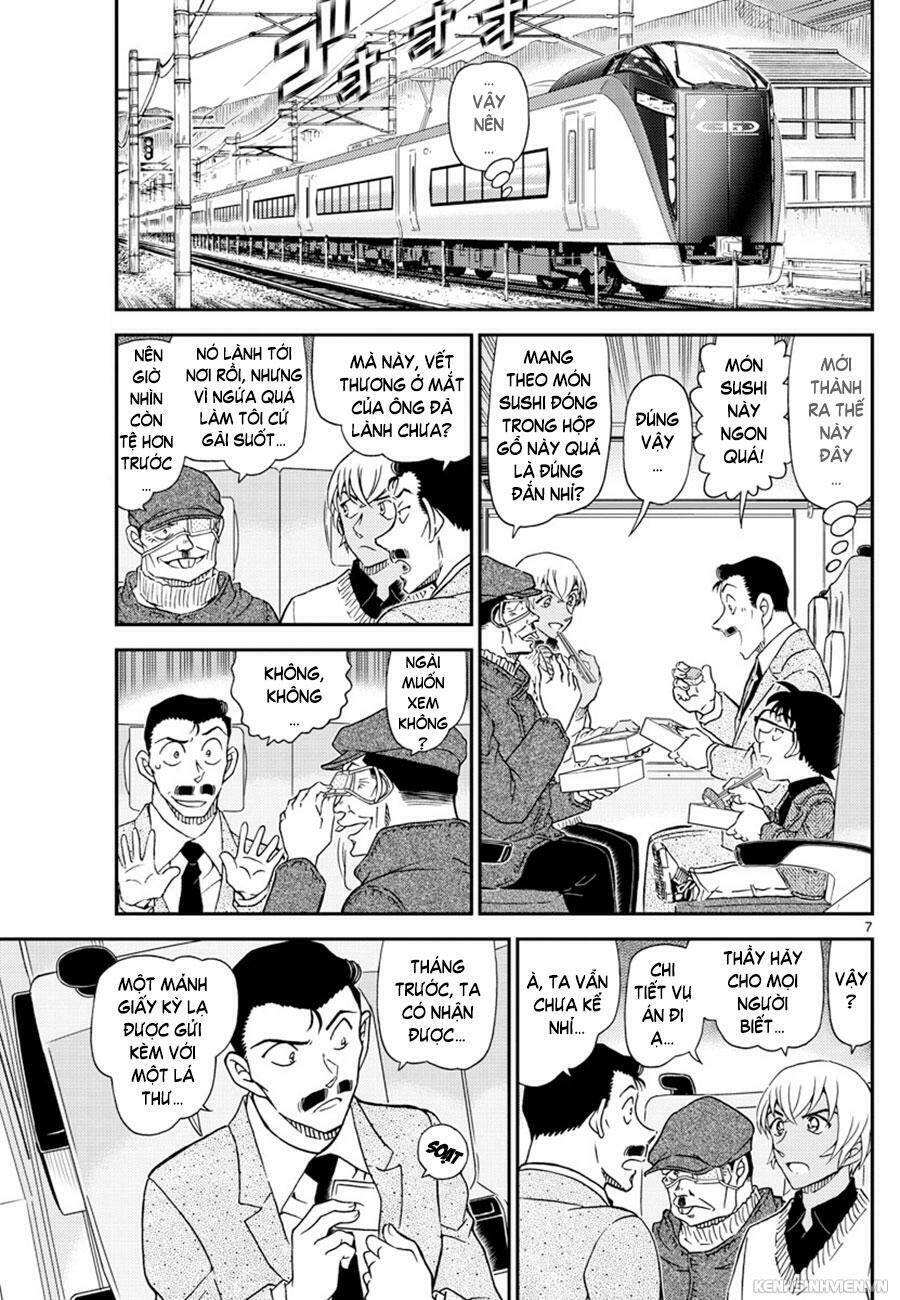 ゴォォォ
...
VẬY
NÊN
...
MỚI
THÀNH
RA THẾ
NÀY
ĐÂY
...
MÓN
SUSHI
NÀY
NGON
QUÁ!
ĐÚNG
VẬY
...
MANG
THEO MÓN
SUSHI ĐÓNG
TRONG HỘP
GỖ NÀY QUẢ
LÀ ĐÚNG
ĐẮN NHỈ?
MÀ NÀY, VẾT
THƯƠNG Ở MẮT
CỦA ÔNG ĐÃ
LÀNH CHƯA?
NÓ LÀNH TỚI
NƠI RỒI, NHƯNG
VÌ NGỨA QUÁ
LÀM TÔI CỨ
GÃI SUỐT...
NÊN
GIỜ
NHÌN
CÒN
TỆ HƠN
TRƯỚC
...
NGÀI
MUỐN
XEM
KHÔNG
?
KHÔNG,
KHÔNG
...
7
VẬY
?
THẦY HÃY
CHO MỌI
NGƯỜI
BIẾT...
CHI
TIẾT VỤ
ÁN ĐI
Ạ...
À, TA VẪN
CHƯA KỂ
NHỈ...
THÁNG
TRƯỚC, TA
CÓ NHẬN
ĐƯỢC...
SOẠT
MỘT MẢNH
GIẤY KỲ LẠ
ĐƯỢC GỬI
KÈM VỚI
MỘT LÁ
THƯ...
KENHSINHVIEN.VN